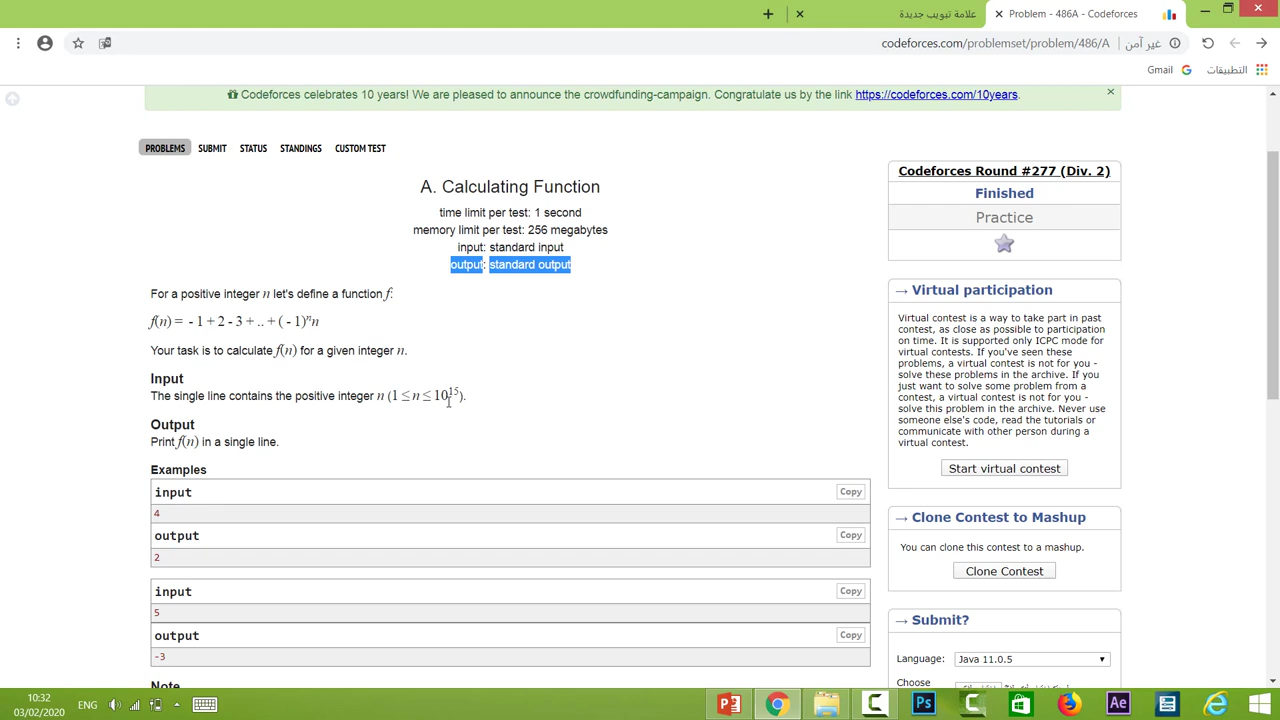 علامة تبويب جديدة
Problem - 486A - Codeforces
codeforces.com/problemset/problem/486/A
غير آمن
Gmail
التطبيقات
Codeforces celebrates 10 years! We are pleased to announce the crowdfunding-campaign. Congratulate us by the link https://codeforces.com/10years.
PROBLEMS SUBMIT STATUS STANDINGS CUSTOM TEST
A. Calculating Function
time limit per test: 1 second
memory limit per test: 256 megabytes
input: standard input
output: standard output
For a positive integer n let's define a function f:
f(n) = - 1 + 2 - 3 + .. + ( - 1)ⁿn
Your task is to calculate f(n) for a given integer n.
Input
The single line contains the positive integer n (1 ≤ n ≤ 10¹⁵).
Output
Print f(n) in a single line.
Examples
input
Copy
4
output
Copy
2
input
Copy
5
output
Copy
-3
Note
Codeforces Round #277 (Div. 2)
Finished
Practice
→ Virtual participation
Virtual contest is a way to take part in past
contest, as close as possible to participation
on time. It is supported only ICPC mode for
virtual contests. If you've seen these
problems, a virtual contest is not for you -
solve these problems in the archive. If you
just want to solve some problem from a
contest, a virtual contest is not for you -
solve this problem in the archive. Never use
someone else's code, read the tutorials or
communicate with other person during a
virtual contest.
Start virtual contest
→ Clone Contest to Mashup
You can clone this contest to a mashup.
Clone Contest
→ Submit?
Language: Java 11.0.5
Choose
10:32
03/02/2020
ENG
Ps
Ae